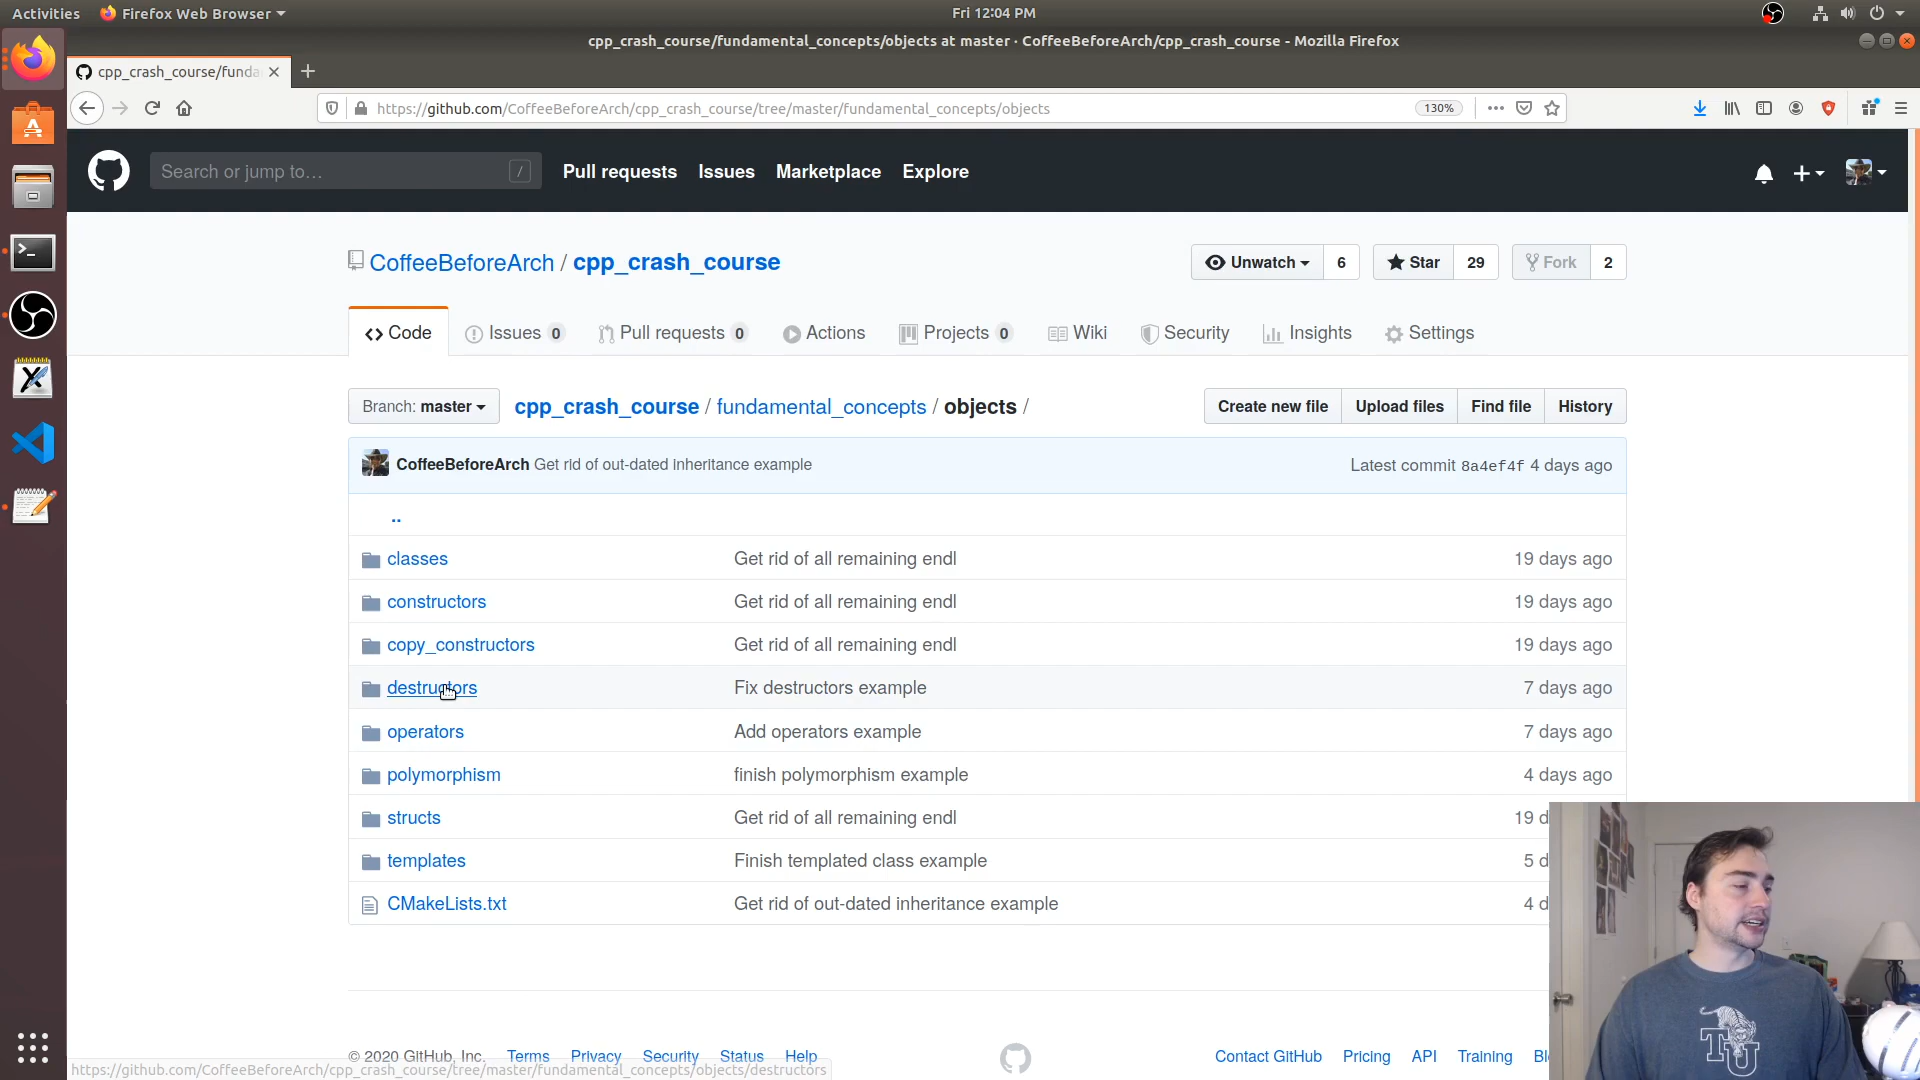 Activities
Firefox Web Browser
Fri 12:04 PM
cpp_crash_course/fundamental_concepts/objects at master · CoffeeBeforeArch/cpp_crash_course - Mozilla Firefox
cpp_crash_course/funda
https://github.com/CoffeeBeforeArch/cpp_crash_course/tree/master/fundamental_concepts/objects
130%
Search or jump to…
/
Pull requests
Issues
Marketplace
Explore
CoffeeBeforeArch / cpp_crash_course
Unwatch 6
Star 29
Fork 2
Code
Issues 0
Pull requests 0
Actions
Projects 0
Wiki
Security
Insights
Settings
Branch: master
cpp_crash_course / fundamental_concepts / objects /
Create new file
Upload files
Find file
History
CoffeeBeforeArch Get rid of out-dated inheritance example
Latest commit 8a4ef4f 4 days ago
..
classes Get rid of all remaining endl 19 days ago
constructors Get rid of all remaining endl 19 days ago
copy_constructors Get rid of all remaining endl 19 days ago
destructors Fix destructors example 7 days ago
operators Add operators example 7 days ago
polymorphism finish polymorphism example 4 days ago
structs Get rid of all remaining endl 19 d
templates Finish templated class example 5 d
CMakeLists.txt Get rid of out-dated inheritance example 4 d
© 2020 GitHub, Inc.
Terms
Privacy
Security
Status
Help
Contact GitHub
Pricing
API
Training
Bl
https://github.com/CoffeeBeforeArch/cpp_crash_course/tree/master/fundamental_concepts/objects/destructors
TU